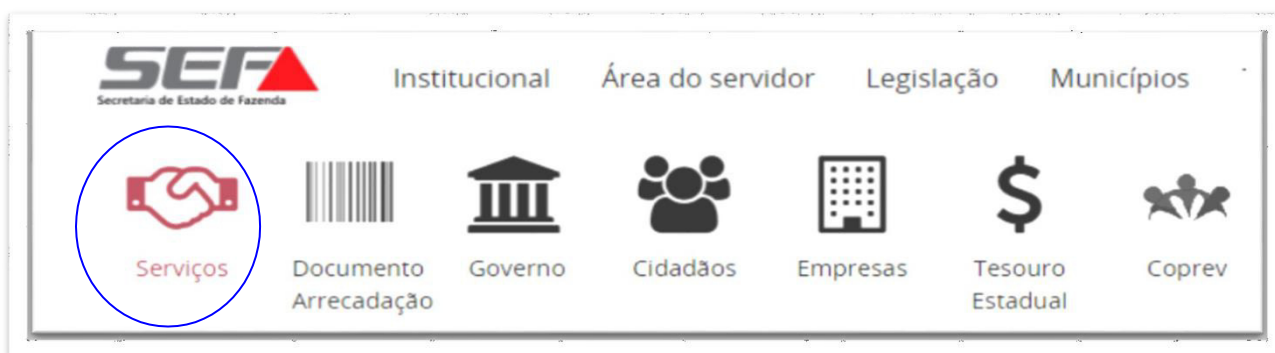 SEF
Secretaria de Estado de Fazenda
Institucional Área do servidor Legislação Municípios
Serviços Documento Governo Cidadãos Empresas Tesouro Coprev
Arrecadação Estadual